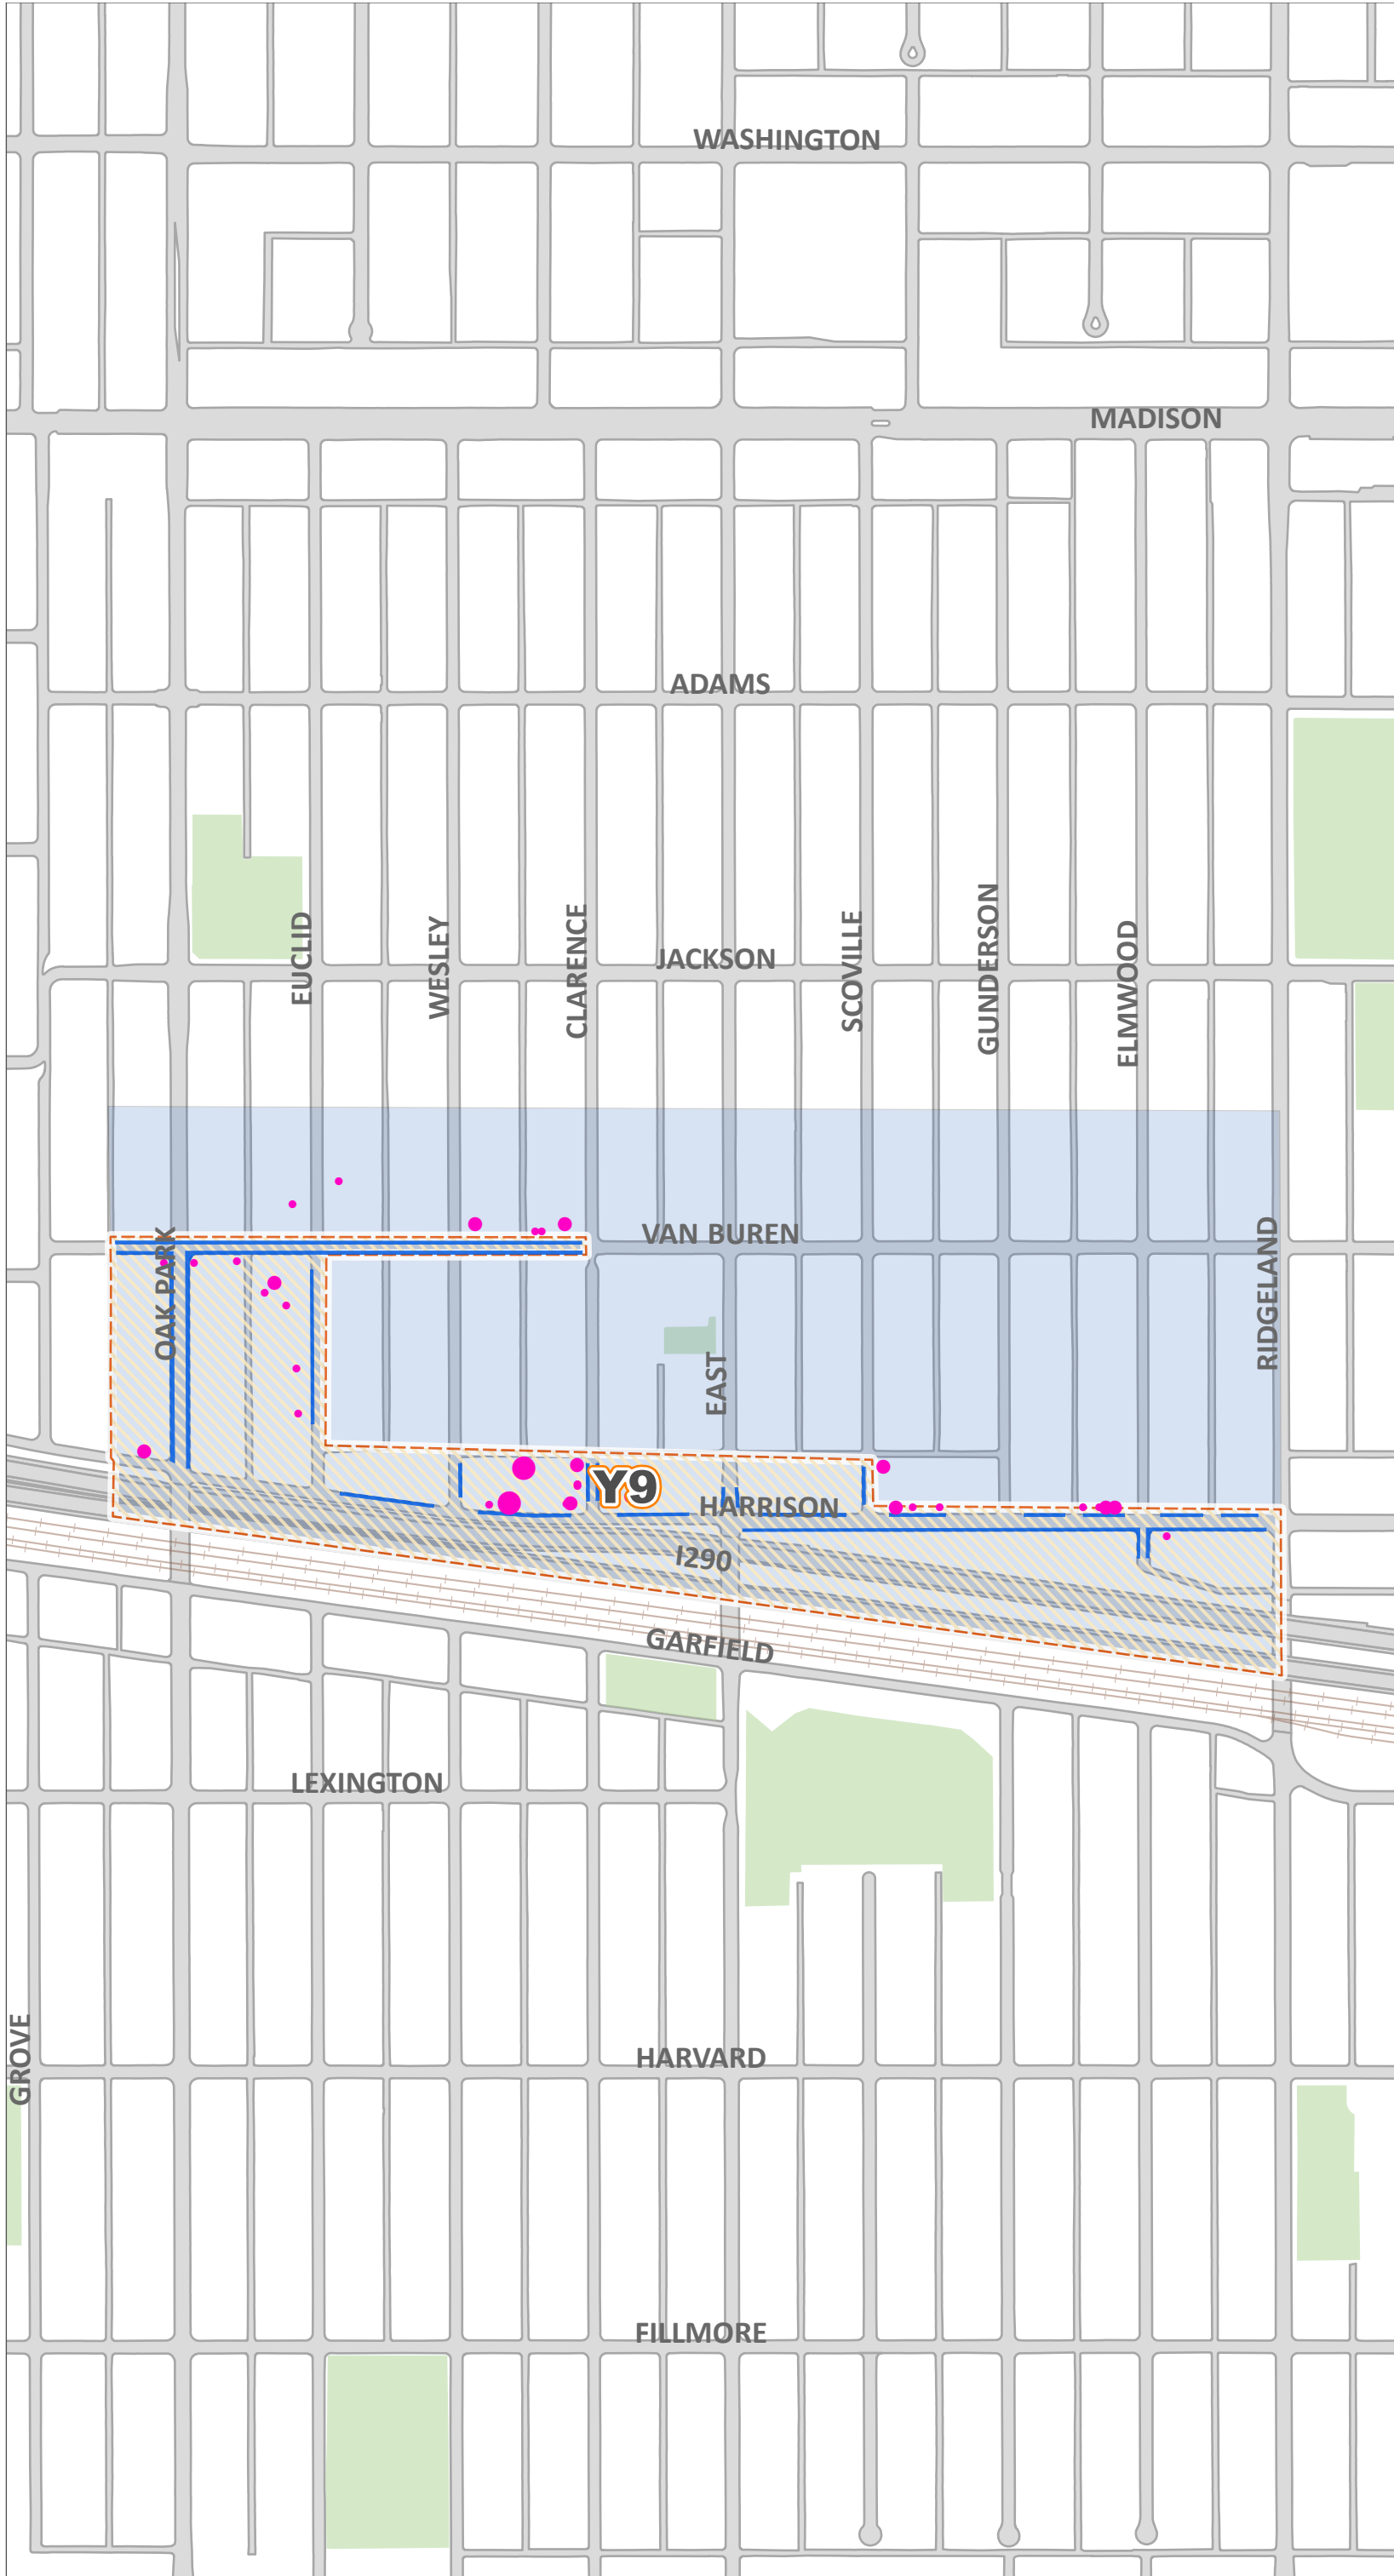 WASHINGTON
MADISON
ADAMS
EUCLID
WESLEY
CLARENCE
JACKSON
SCOVILLE
GUNDERSON
ELMWOOD
OAK PARK
VAN BUREN
EAST
RIDGELAND
Y9
HARRISON
I290
GARFIELD
LEXINGTON
GROVE
HARVARD
FILLMORE